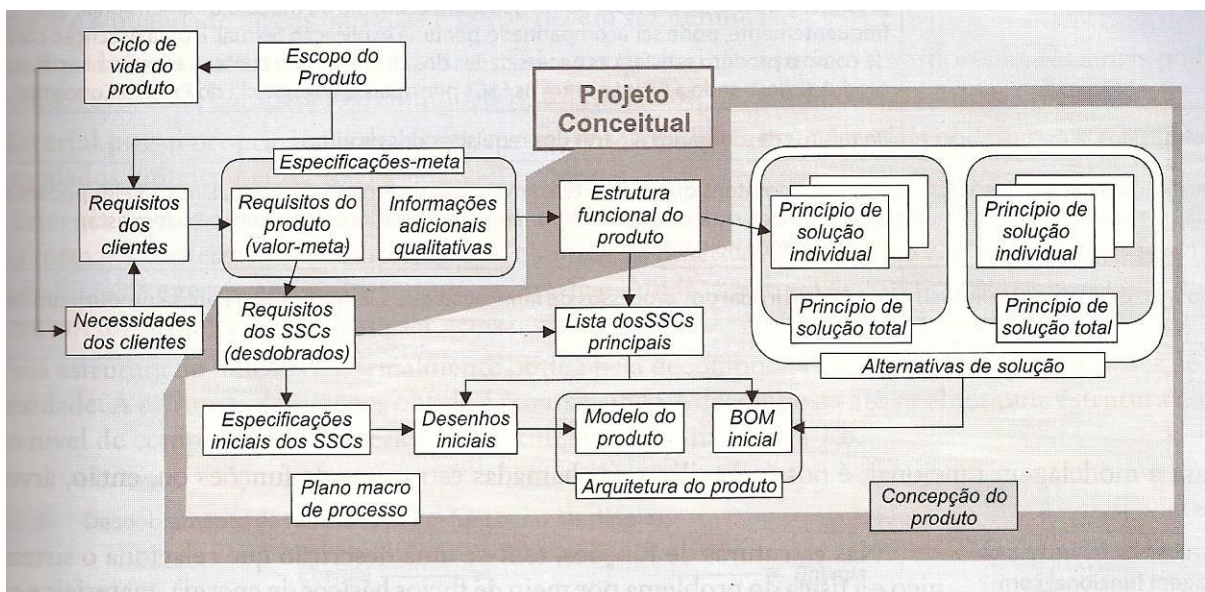 Ciclo de
vida do
produto
Escopo do
Produto
Projeto
Conceitual
Especificações-meta
Requisitos
dos
clientes
Requisitos do
produto
(valor-meta)
Informações
adicionais
qualitativas
Estrutura
funcional do
produto
Princípio de
solução
individual
Princípio de
solução
individual
Princípio de
solução total
Princípio de
solução total
Alternativas de solução
Necessidades
dos clientes
Requisitos
dos SSCs
(desdobrados)
Lista dosSSCs
principais
Especificações
iniciais dos SSCs
Desenhos
iniciais
Modelo do
produto
BOM
inicial
Arquitetura do produto
Plano macro
de processo
Concepção do
produto